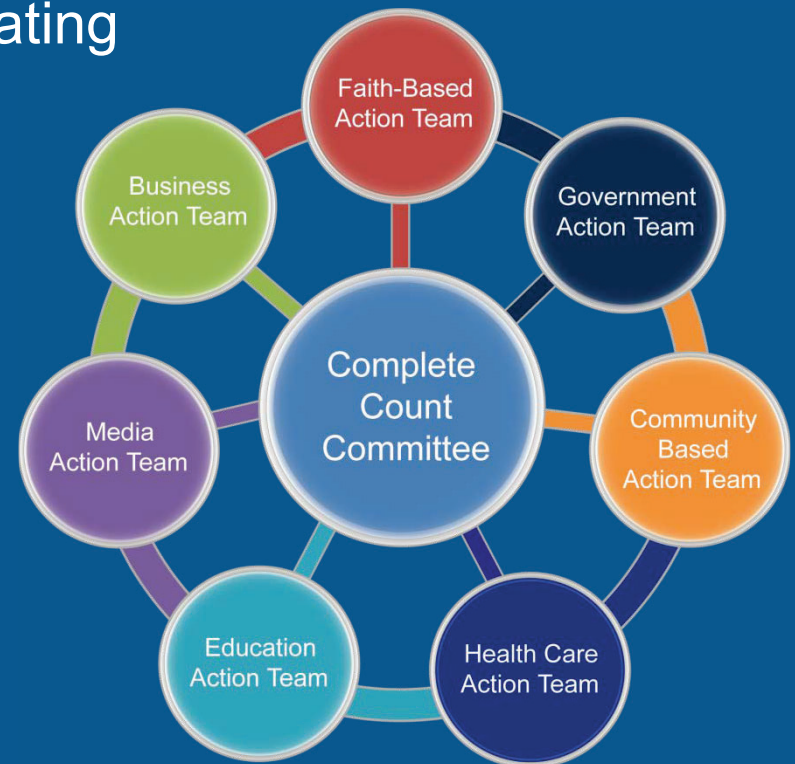 Faith-Based
Action Team
Business
Action Team
Government
Action Team
Complete
Count
Committee
Media
Action Team
Community
Based
Action Team
Education
Action Team
Health Care
Action Team